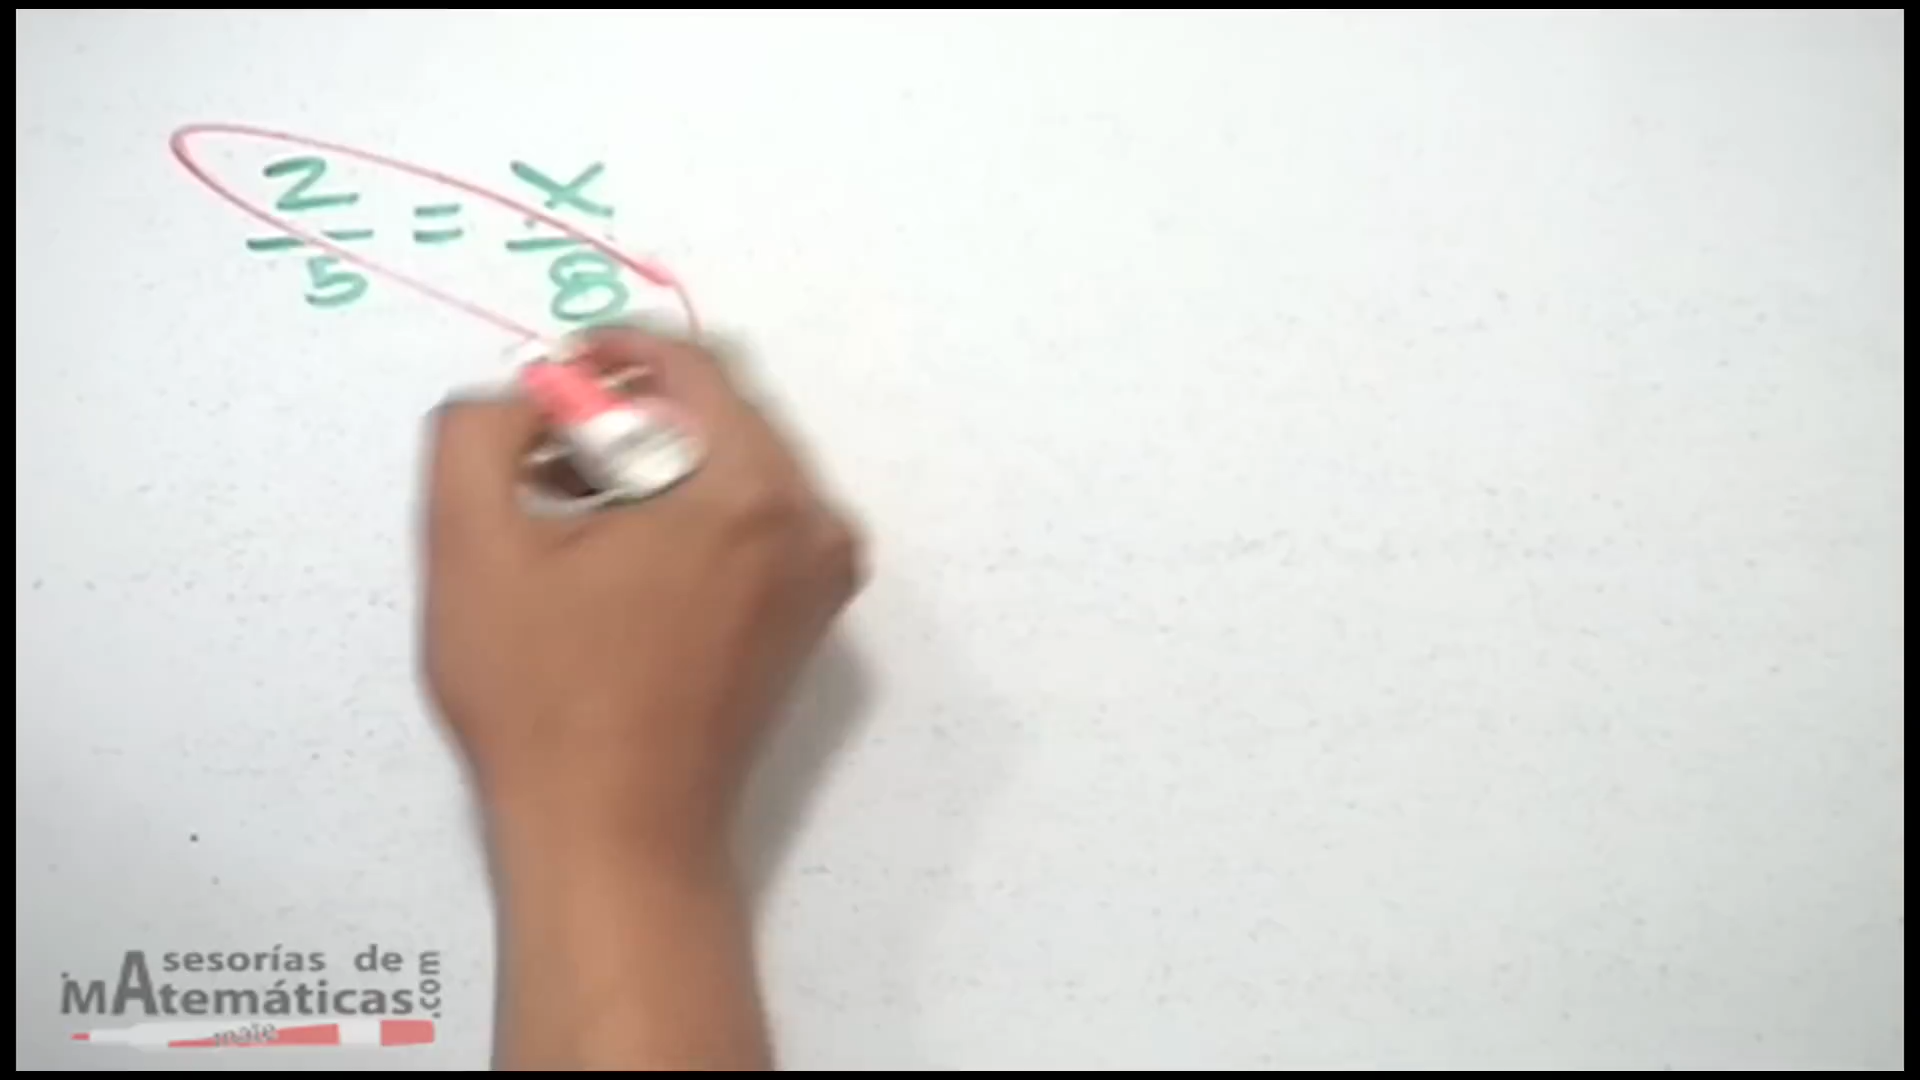 2/5 = x/8
Asesorías de
Matemáticas.com